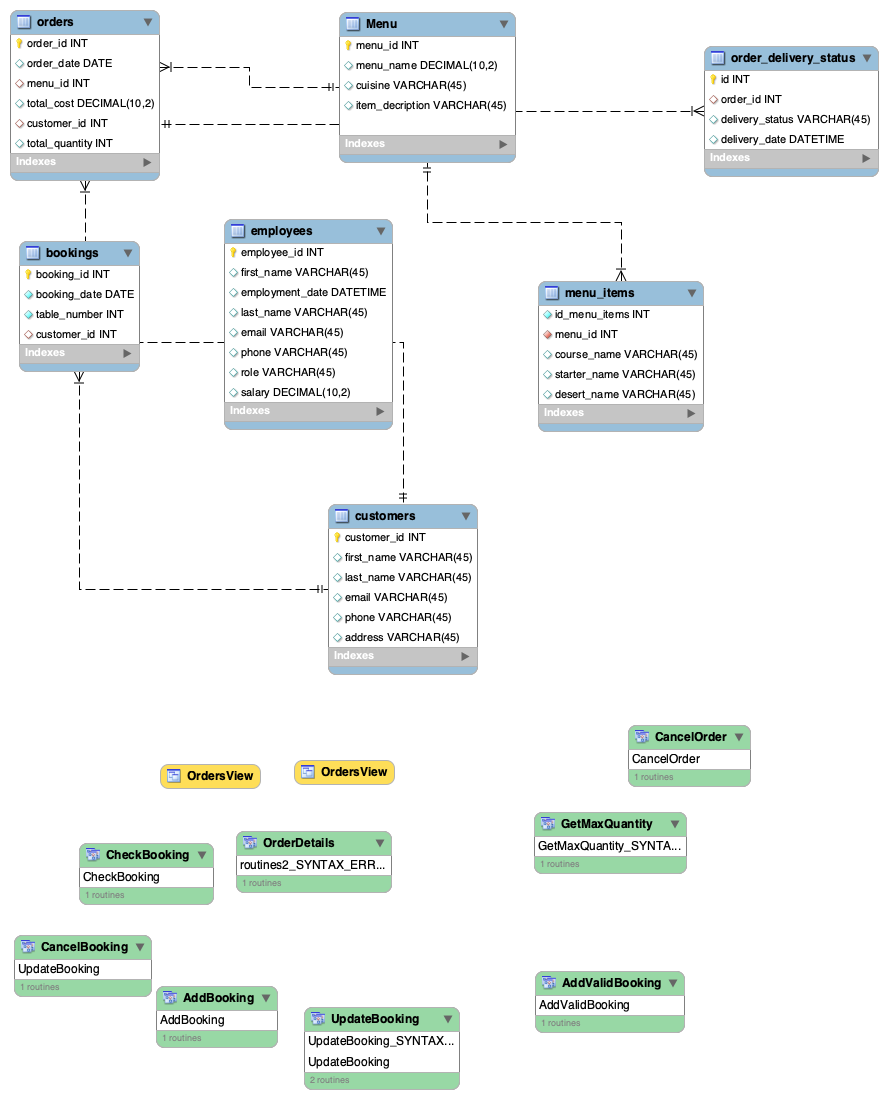 orders
order_id INT
order_date DATE
menu_id INT
total_cost DECIMAL(10,2)
customer_id INT
total_quantity INT
Indexes
Menu
menu_id INT
menu_name DECIMAL(10,2)
cuisine VARCHAR(45)
item_decription VARCHAR(45)
Indexes
order_delivery_status
id INT
order_id INT
delivery_status VARCHAR(45)
delivery_date DATETIME
Indexes
bookings
booking_id INT
booking_date DATE
table_number INT
customer_id INT
Indexes
employees
employee_id INT
first_name VARCHAR(45)
employment_date DATETIME
last_name VARCHAR(45)
email VARCHAR(45)
phone VARCHAR(45)
role VARCHAR(45)
salary DECIMAL(10,2)
Indexes
menu_items
id_menu_items INT
menu_id INT
course_name VARCHAR(45)
starter_name VARCHAR(45)
desert_name VARCHAR(45)
Indexes
customers
customer_id INT
first_name VARCHAR(45)
last_name VARCHAR(45)
email VARCHAR(45)
phone VARCHAR(45)
address VARCHAR(45)
Indexes
CancelOrder
CancelOrder
1 routines
OrdersView
OrdersView
GetMaxQuantity
GetMaxQuantity_SYNTA...
1 routines
CheckBooking
CheckBooking
1 routines
OrderDetails
routines2_SYNTAX_ERR...
1 routines
CancelBooking
UpdateBooking
1 routines
AddBooking
AddBooking
1 routines
UpdateBooking
UpdateBooking_SYNTAX...
UpdateBooking
2 routines
AddValidBooking
AddValidBooking
1 routines